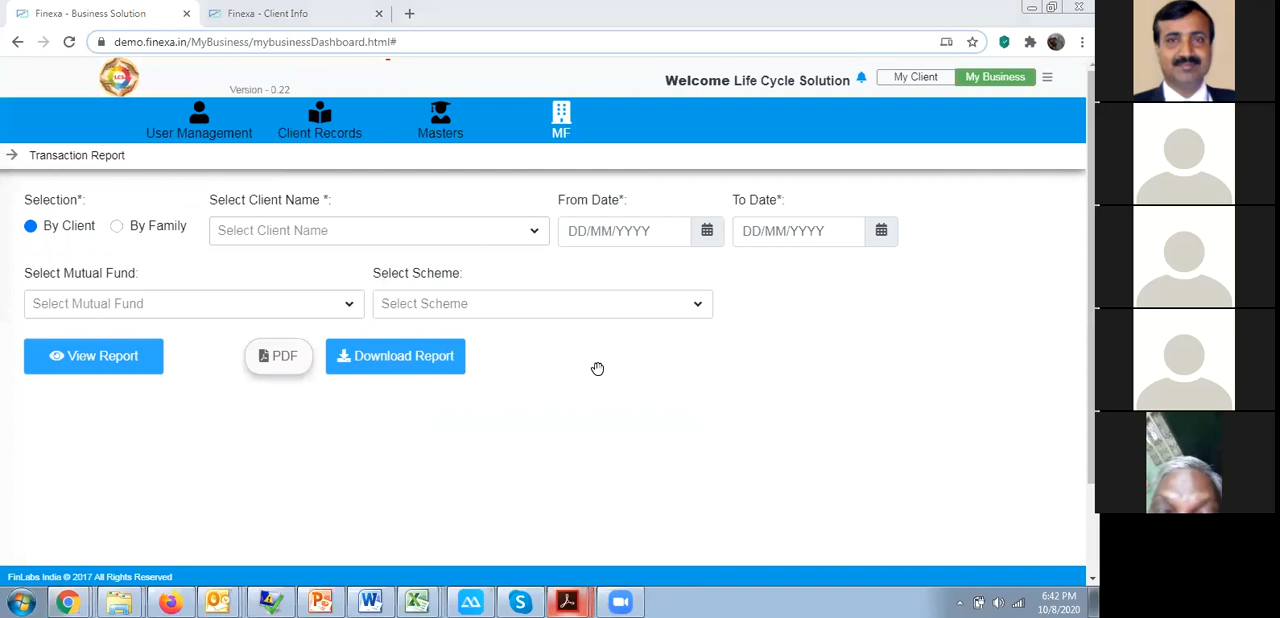 Finexa - Business Solution
Finexa - Client Info
demo.finexa.in/MyBusiness/mybusinessDashboard.html#
LCS
Version - 0.22
Welcome Life Cycle Solution
My Client
My Business
User Management
Client Records
Masters
MF
Transaction Report
Selection*:
Select Client Name *:
From Date*:
To Date*:
By Client
By Family
Select Client Name
DD/MM/YYYY
DD/MM/YYYY
Select Mutual Fund:
Select Scheme:
Select Mutual Fund
Select Scheme
View Report
PDF
Download Report
FinLabs India © 2017 All Rights Reserved
6:42 PM
10/8/2020